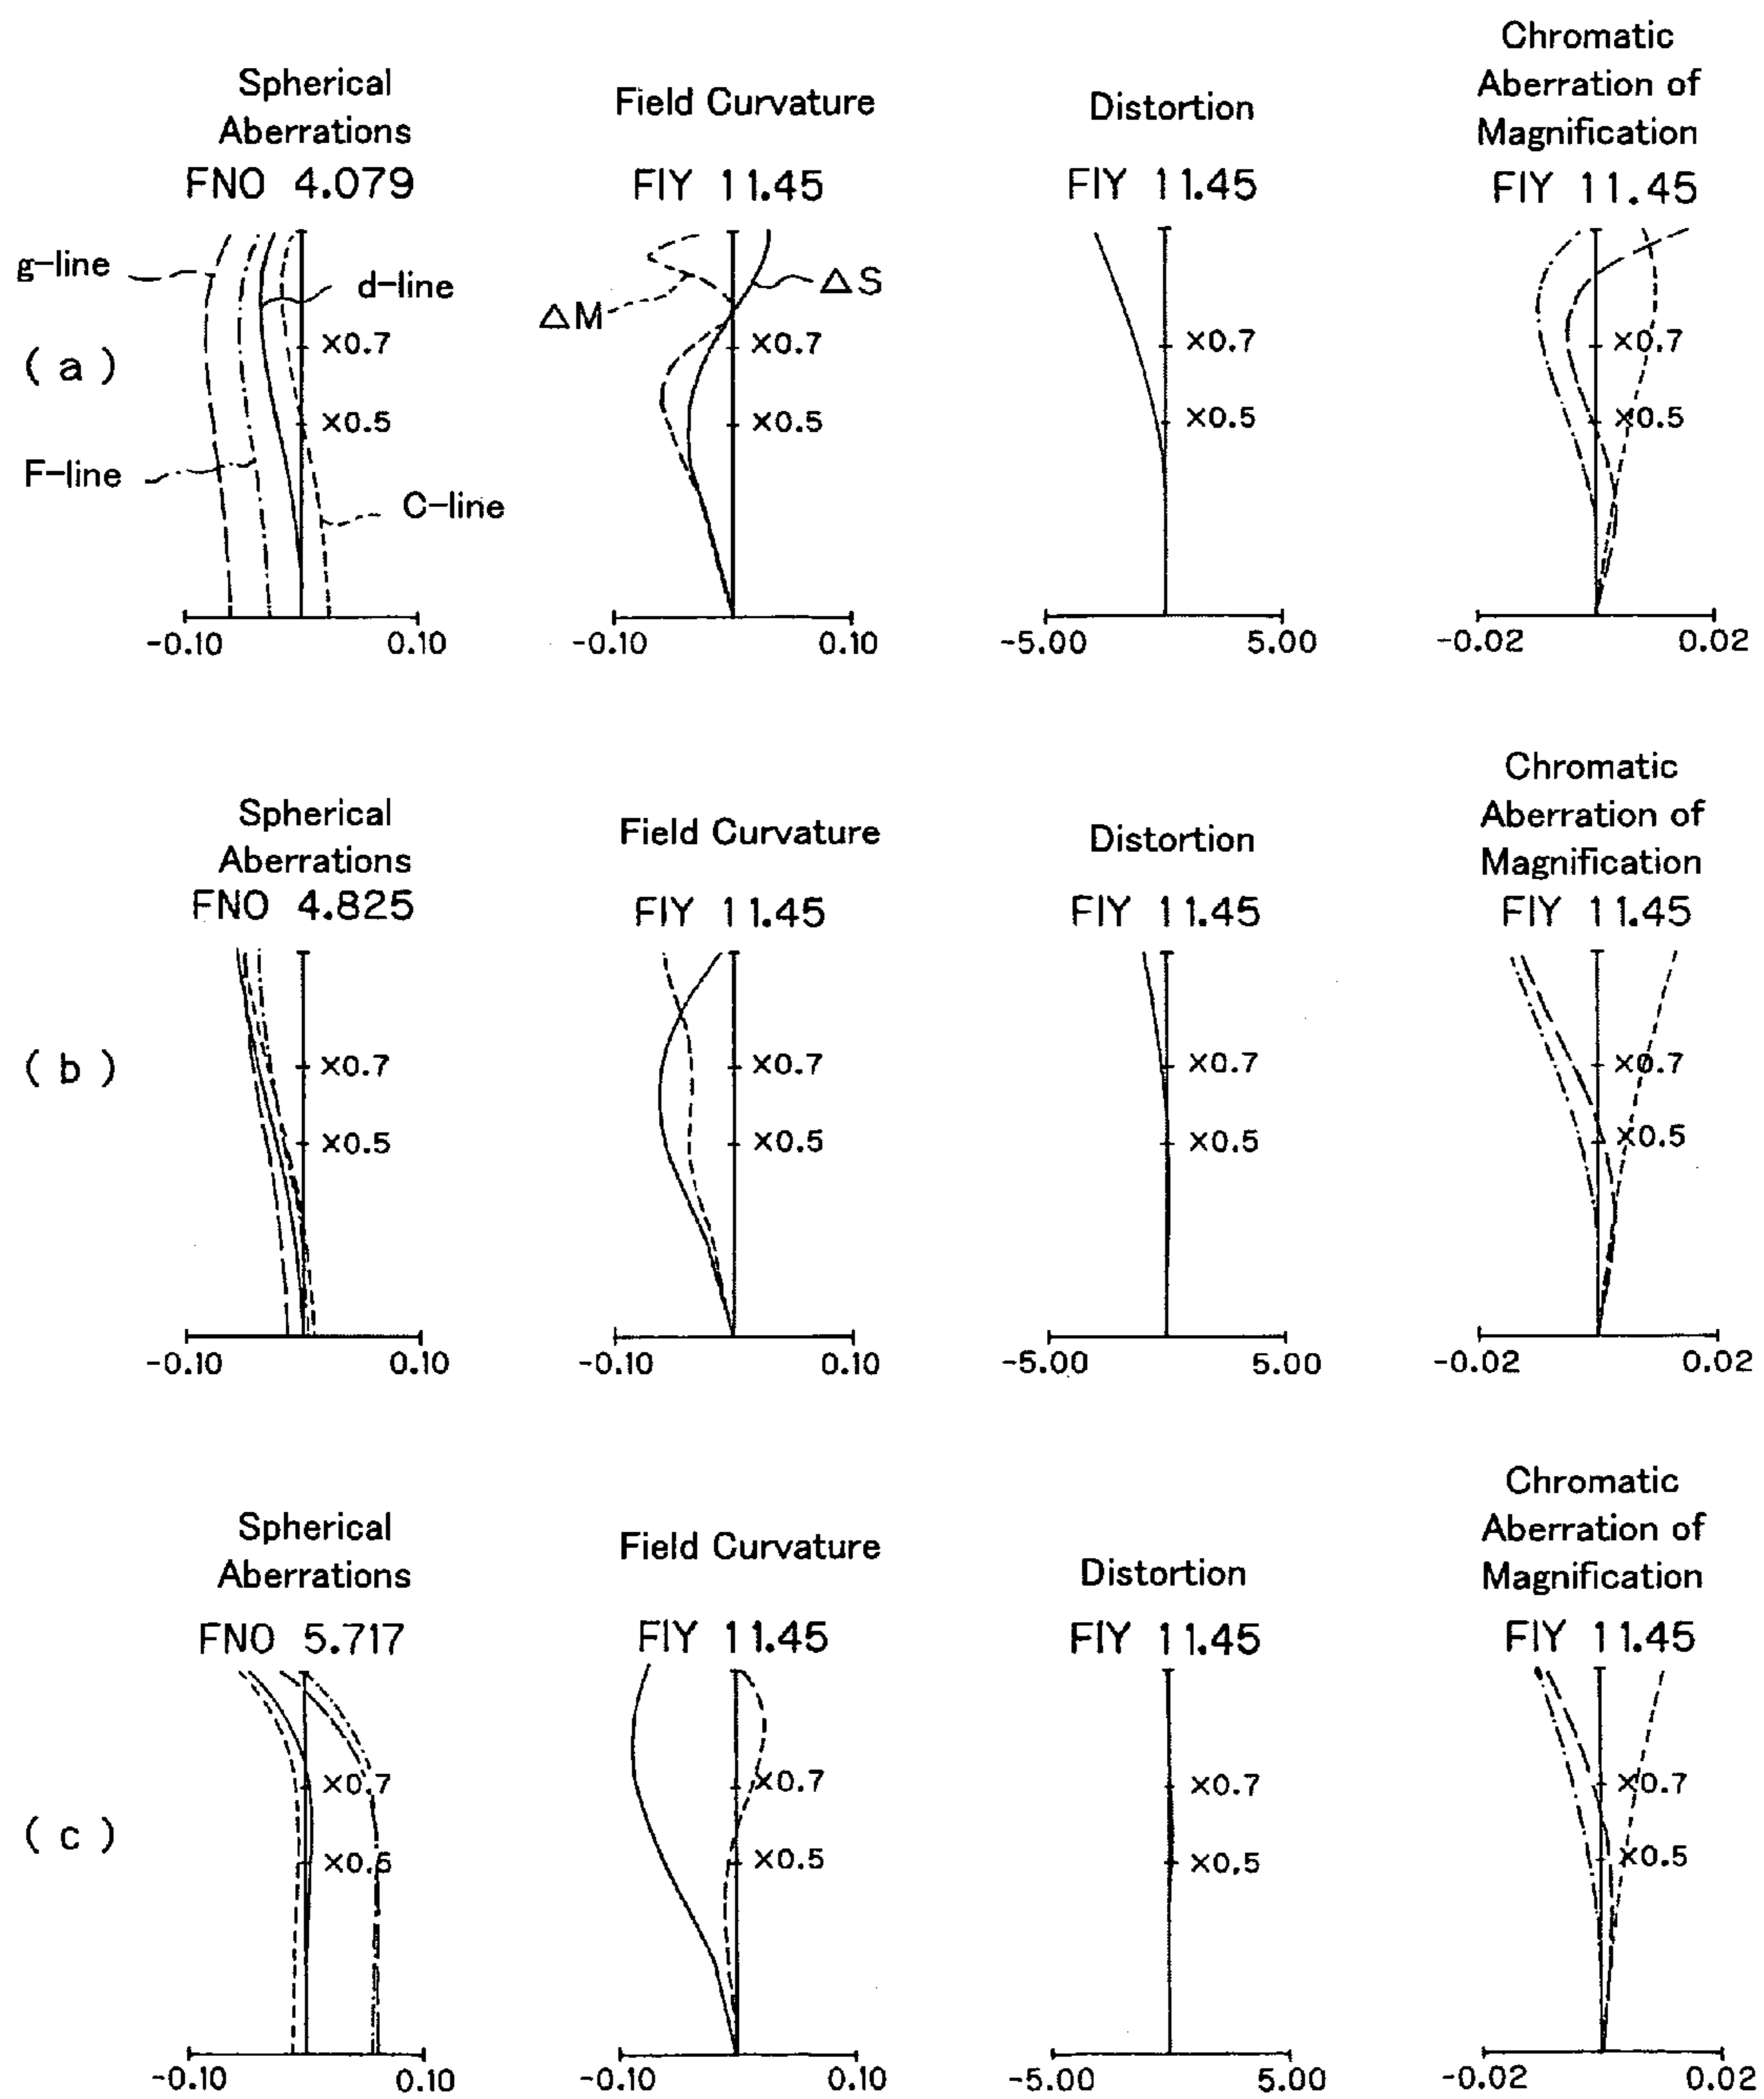 Spherical
Aberrations
FNO 4.079
Field Curvature
FIY 11.45
Distortion
FIY 11.45
Chromatic
Aberration of
Magnification
FIY 11.45
(a)
g-line
d-line
F-line
C-line
×0.7
×0.5
-0.10
0.10
ΔM
ΔS
×0.7
×0.5
-0.10
0.10
×0.7
×0.5
-5.00
5.00
×0.7
×0.5
-0.02
0.02
Spherical
Aberrations
FNO 4.825
Field Curvature
FIY 11.45
Distortion
FIY 11.45
Chromatic
Aberration of
Magnification
FIY 11.45
(b)
×0.7
×0.5
-0.10
0.10
×0.7
×0.5
-0.10
0.10
×0.7
×0.5
-5.00
5.00
×0.7
×0.5
-0.02
0.02
Spherical
Aberrations
FNO 5.717
Field Curvature
FIY 11.45
Distortion
FIY 11.45
Chromatic
Aberration of
Magnification
FIY 11.45
(c)
×0.7
×0.5
-0.10
0.10
×0.7
×0.5
-0.10
0.10
×0.7
×0.5
-5.00
5.00
×0.7
×0.5
-0.02
0.02